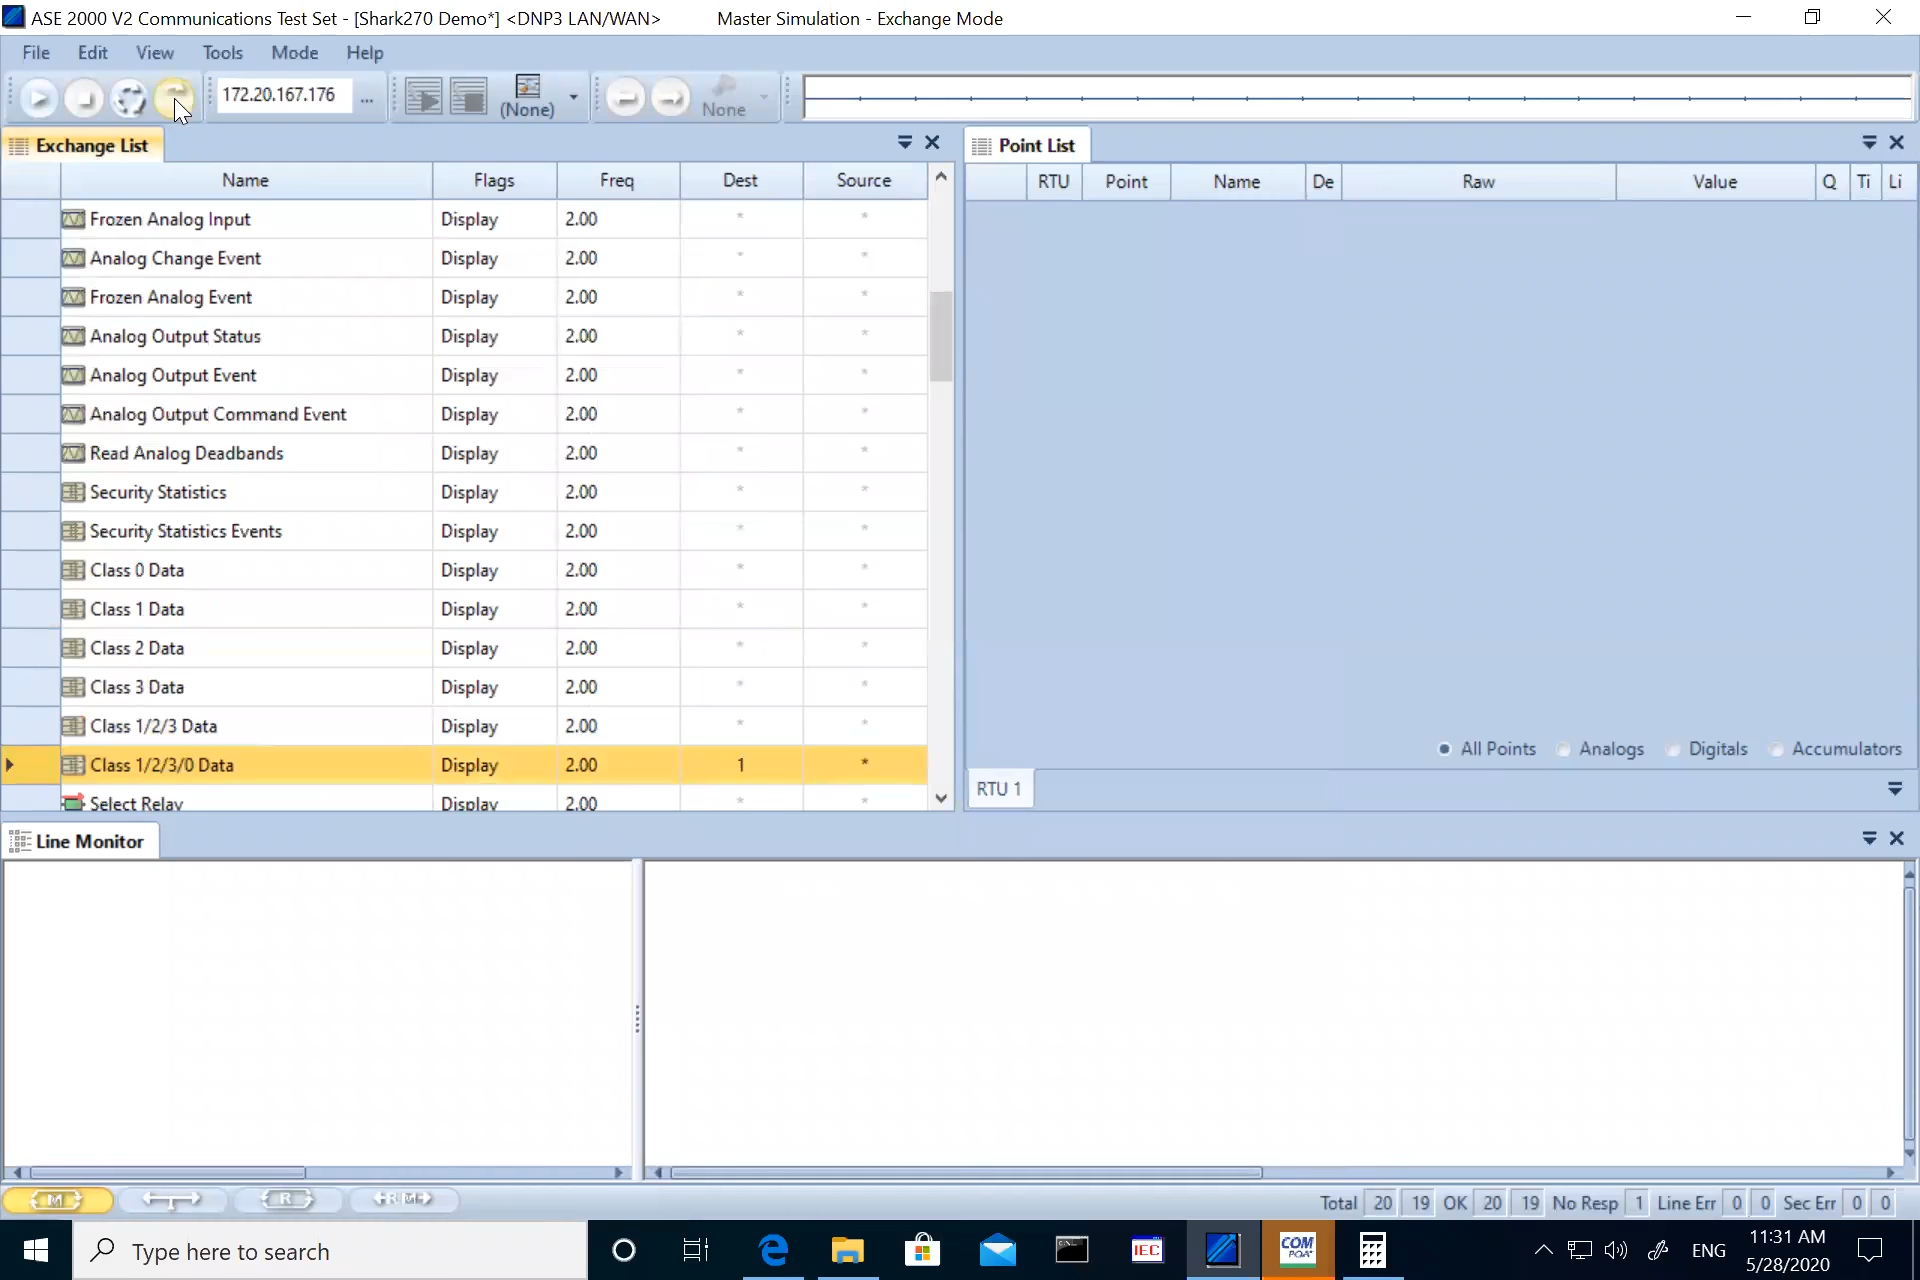 ASE 2000 V2 Communications Test Set - [Shark270 Demo*] <DNP3 LAN/WAN> Master Simulation - Exchange Mode
File Edit View Tools Mode Help
172.20.167.176 ... (None) None
Exchange List
Name Flags Freq Dest Source
Frozen Analog Input Display 2.00 * *
Analog Change Event Display 2.00 * *
Frozen Analog Event Display 2.00 * *
Analog Output Status Display 2.00 * *
Analog Output Event Display 2.00 * *
Analog Output Command Event Display 2.00 * *
Read Analog Deadbands Display 2.00 * *
Security Statistics Display 2.00 * *
Security Statistics Events Display 2.00 * *
Class 0 Data Display 2.00 * *
Class 1 Data Display 2.00 * *
Class 2 Data Display 2.00 * *
Class 3 Data Display 2.00 * *
Class 1/2/3 Data Display 2.00 * *
Class 1/2/3/0 Data Display 2.00 1 *
Select Relay Display 2.00 * *
Point List
RTU Point Name De Raw Value Q Ti Li
All Points Analogs Digitals Accumulators
RTU 1
Line Monitor
M R R M
Total 20 19 OK 20 19 No Resp 1 Line Err 0 0 Sec Err 0 0
Type here to search
IEC
COM
ENG
11:31 AM
5/28/2020